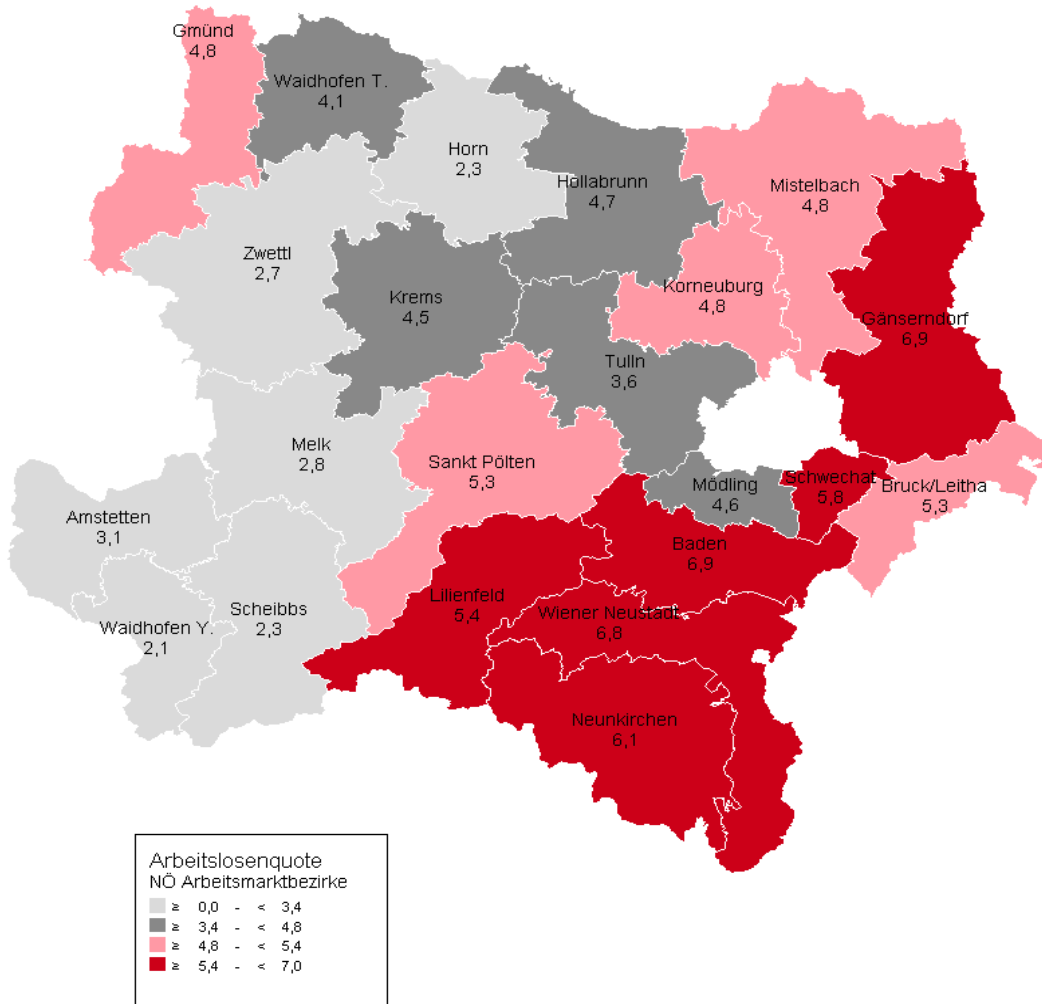 Gmünd
4,8
Waidhofen T.
4,1
Horn
2,3
Hollabrunn
4,7
Mistelbach
4,8
Zwettl
2,7
Krems
4,5
Korneuburg
4,8
Gänserndorf
6,9
Tulln
3,6
Melk
2,8
Sankt Pölten
5,3
Mödling
4,6
Schwechat
5,8
Bruck/Leitha
5,3
Amstetten
3,1
Baden
6,9
Waidhofen Y.
2,1
Scheibbs
2,3
Lilienfeld
5,4
Wiener Neustadt
6,8
Neunkirchen
6,1
Arbeitslosenquote
NÖ Arbeitsmarktbezirke
≥ 0,0 - < 3,4
≥ 3,4 - < 4,8
≥ 4,8 - < 5,4
≥ 5,4 - < 7,0